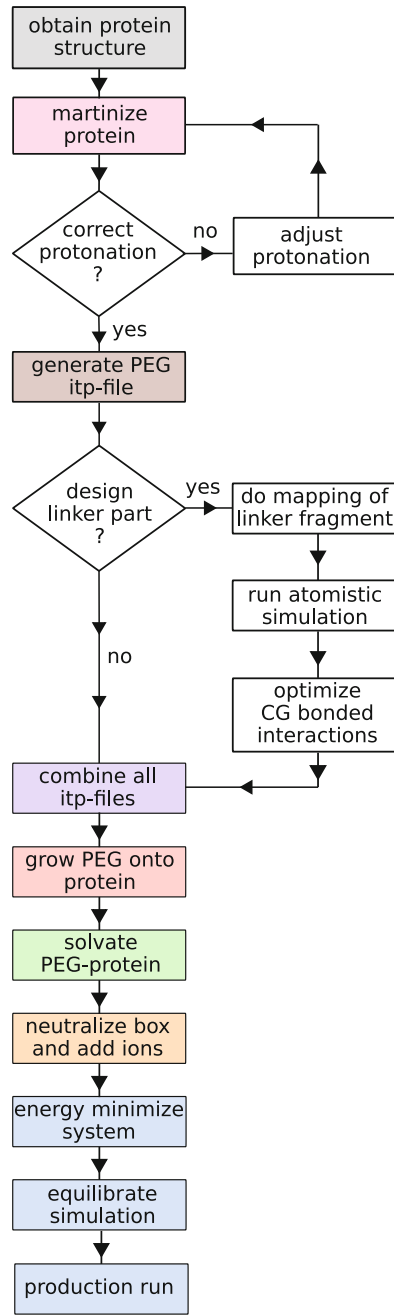 obtain protein
structure
martinize
protein
correct
protonation
?
no
adjust
protonation
yes
generate PEG
itp-file
design
linker part
?
yes
do mapping of
linker fragment
run atomistic
simulation
optimize
CG bonded
interactions
no
combine all
itp-files
grow PEG onto
protein
solvate
PEG-protein
neutralize box
and add ions
energy minimize
system
equilibrate
simulation
production run